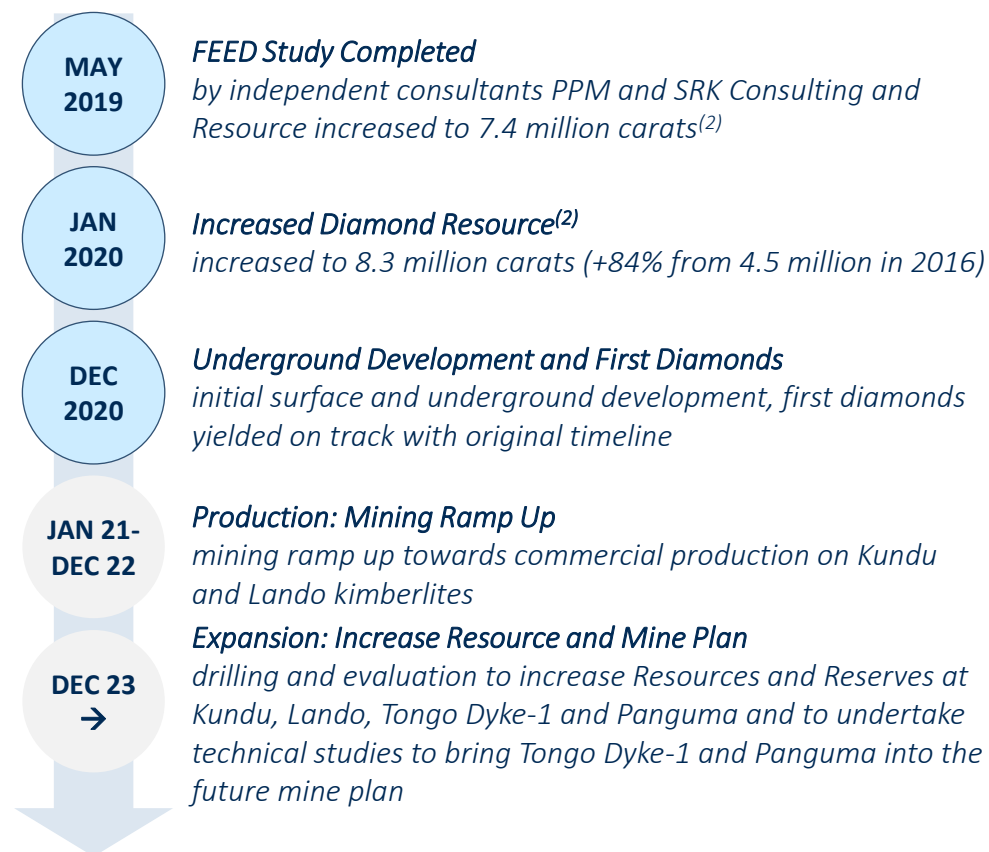 MAY
2019
FEED Study Completed
by independent consultants PPM and SRK Consulting and
Resource increased to 7.4 million carats(2)
JAN
2020
Increased Diamond Resource(2)
increased to 8.3 million carats (+84% from 4.5 million in 2016)
DEC
2020
Underground Development and First Diamonds
initial surface and underground development, first diamonds
yielded on track with original timeline
JAN 21-
DEC 22
Production: Mining Ramp Up
mining ramp up towards commercial production on Kundu
and Lando kimberlites
DEC 23
→
Expansion: Increase Resource and Mine Plan
drilling and evaluation to increase Resources and Reserves at
Kundu, Lando, Tongo Dyke-1 and Panguma and to undertake
technical studies to bring Tongo Dyke-1 and Panguma into the
future mine plan